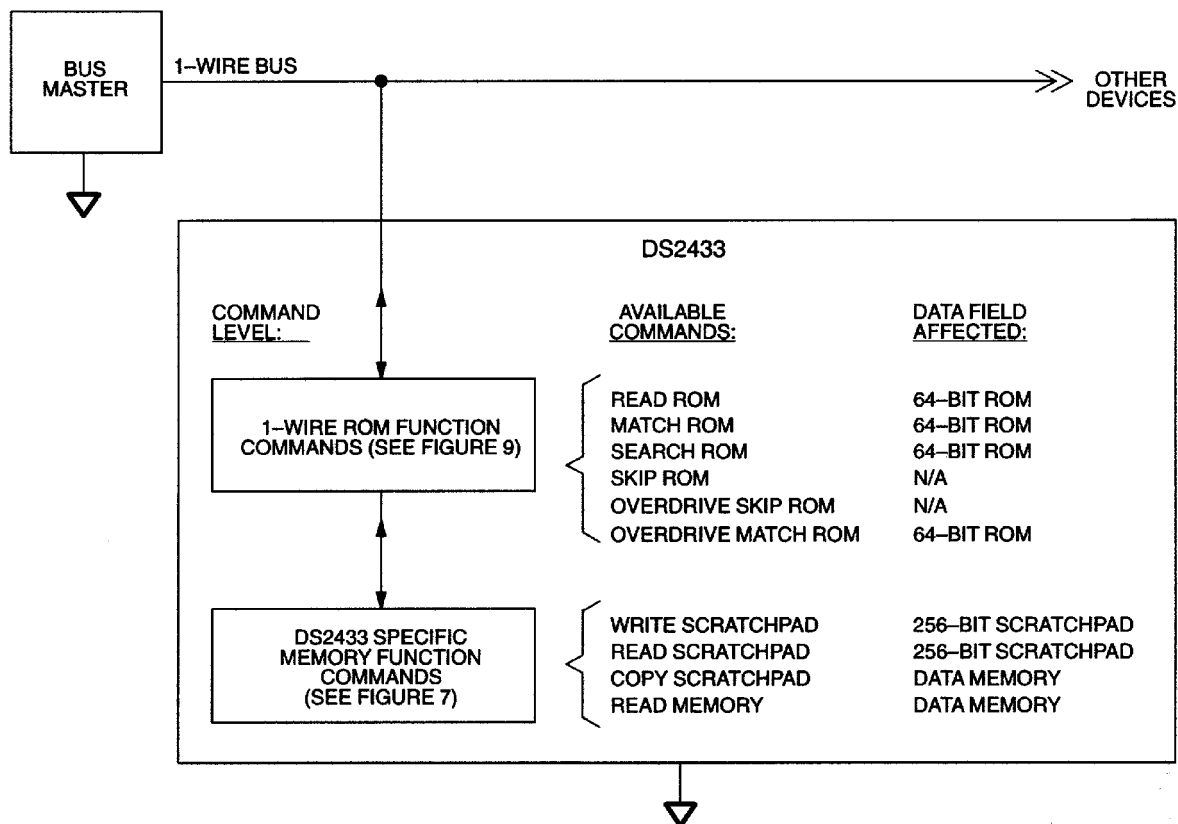 BUS
MASTER
1–WIRE BUS
OTHER
DEVICES
DS2433
COMMAND
LEVEL:
AVAILABLE
COMMANDS:
DATA FIELD
AFFECTED:
1–WIRE ROM FUNCTION
COMMANDS (SEE FIGURE 9)
READ ROM 64–BIT ROM
MATCH ROM 64–BIT ROM
SEARCH ROM 64–BIT ROM
SKIP ROM N/A
OVERDRIVE SKIP ROM N/A
OVERDRIVE MATCH ROM 64–BIT ROM
DS2433 SPECIFIC
MEMORY FUNCTION
COMMANDS
(SEE FIGURE 7)
WRITE SCRATCHPAD 256–BIT SCRATCHPAD
READ SCRATCHPAD 256–BIT SCRATCHPAD
COPY SCRATCHPAD DATA MEMORY
READ MEMORY DATA MEMORY